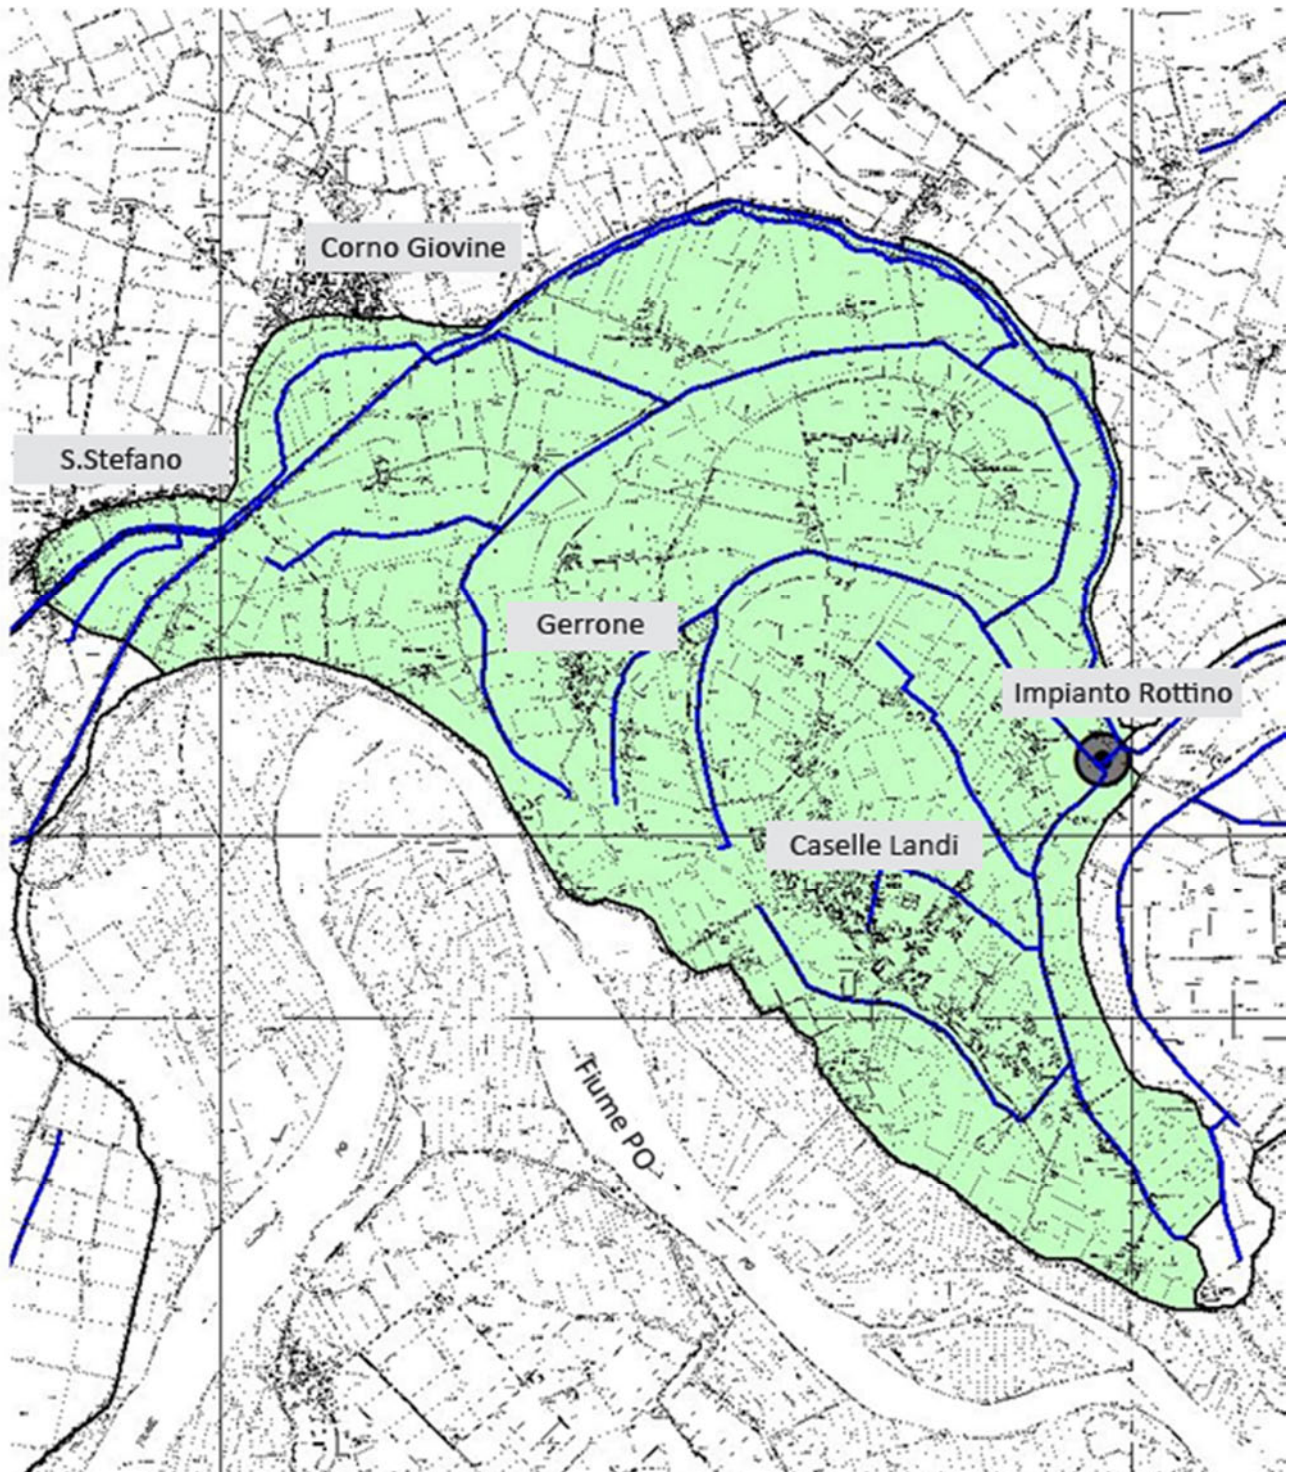 Corno Giovine
S.Stefano
Gerrone
Impianto Rottino
Caselle Landi
Fiume PO